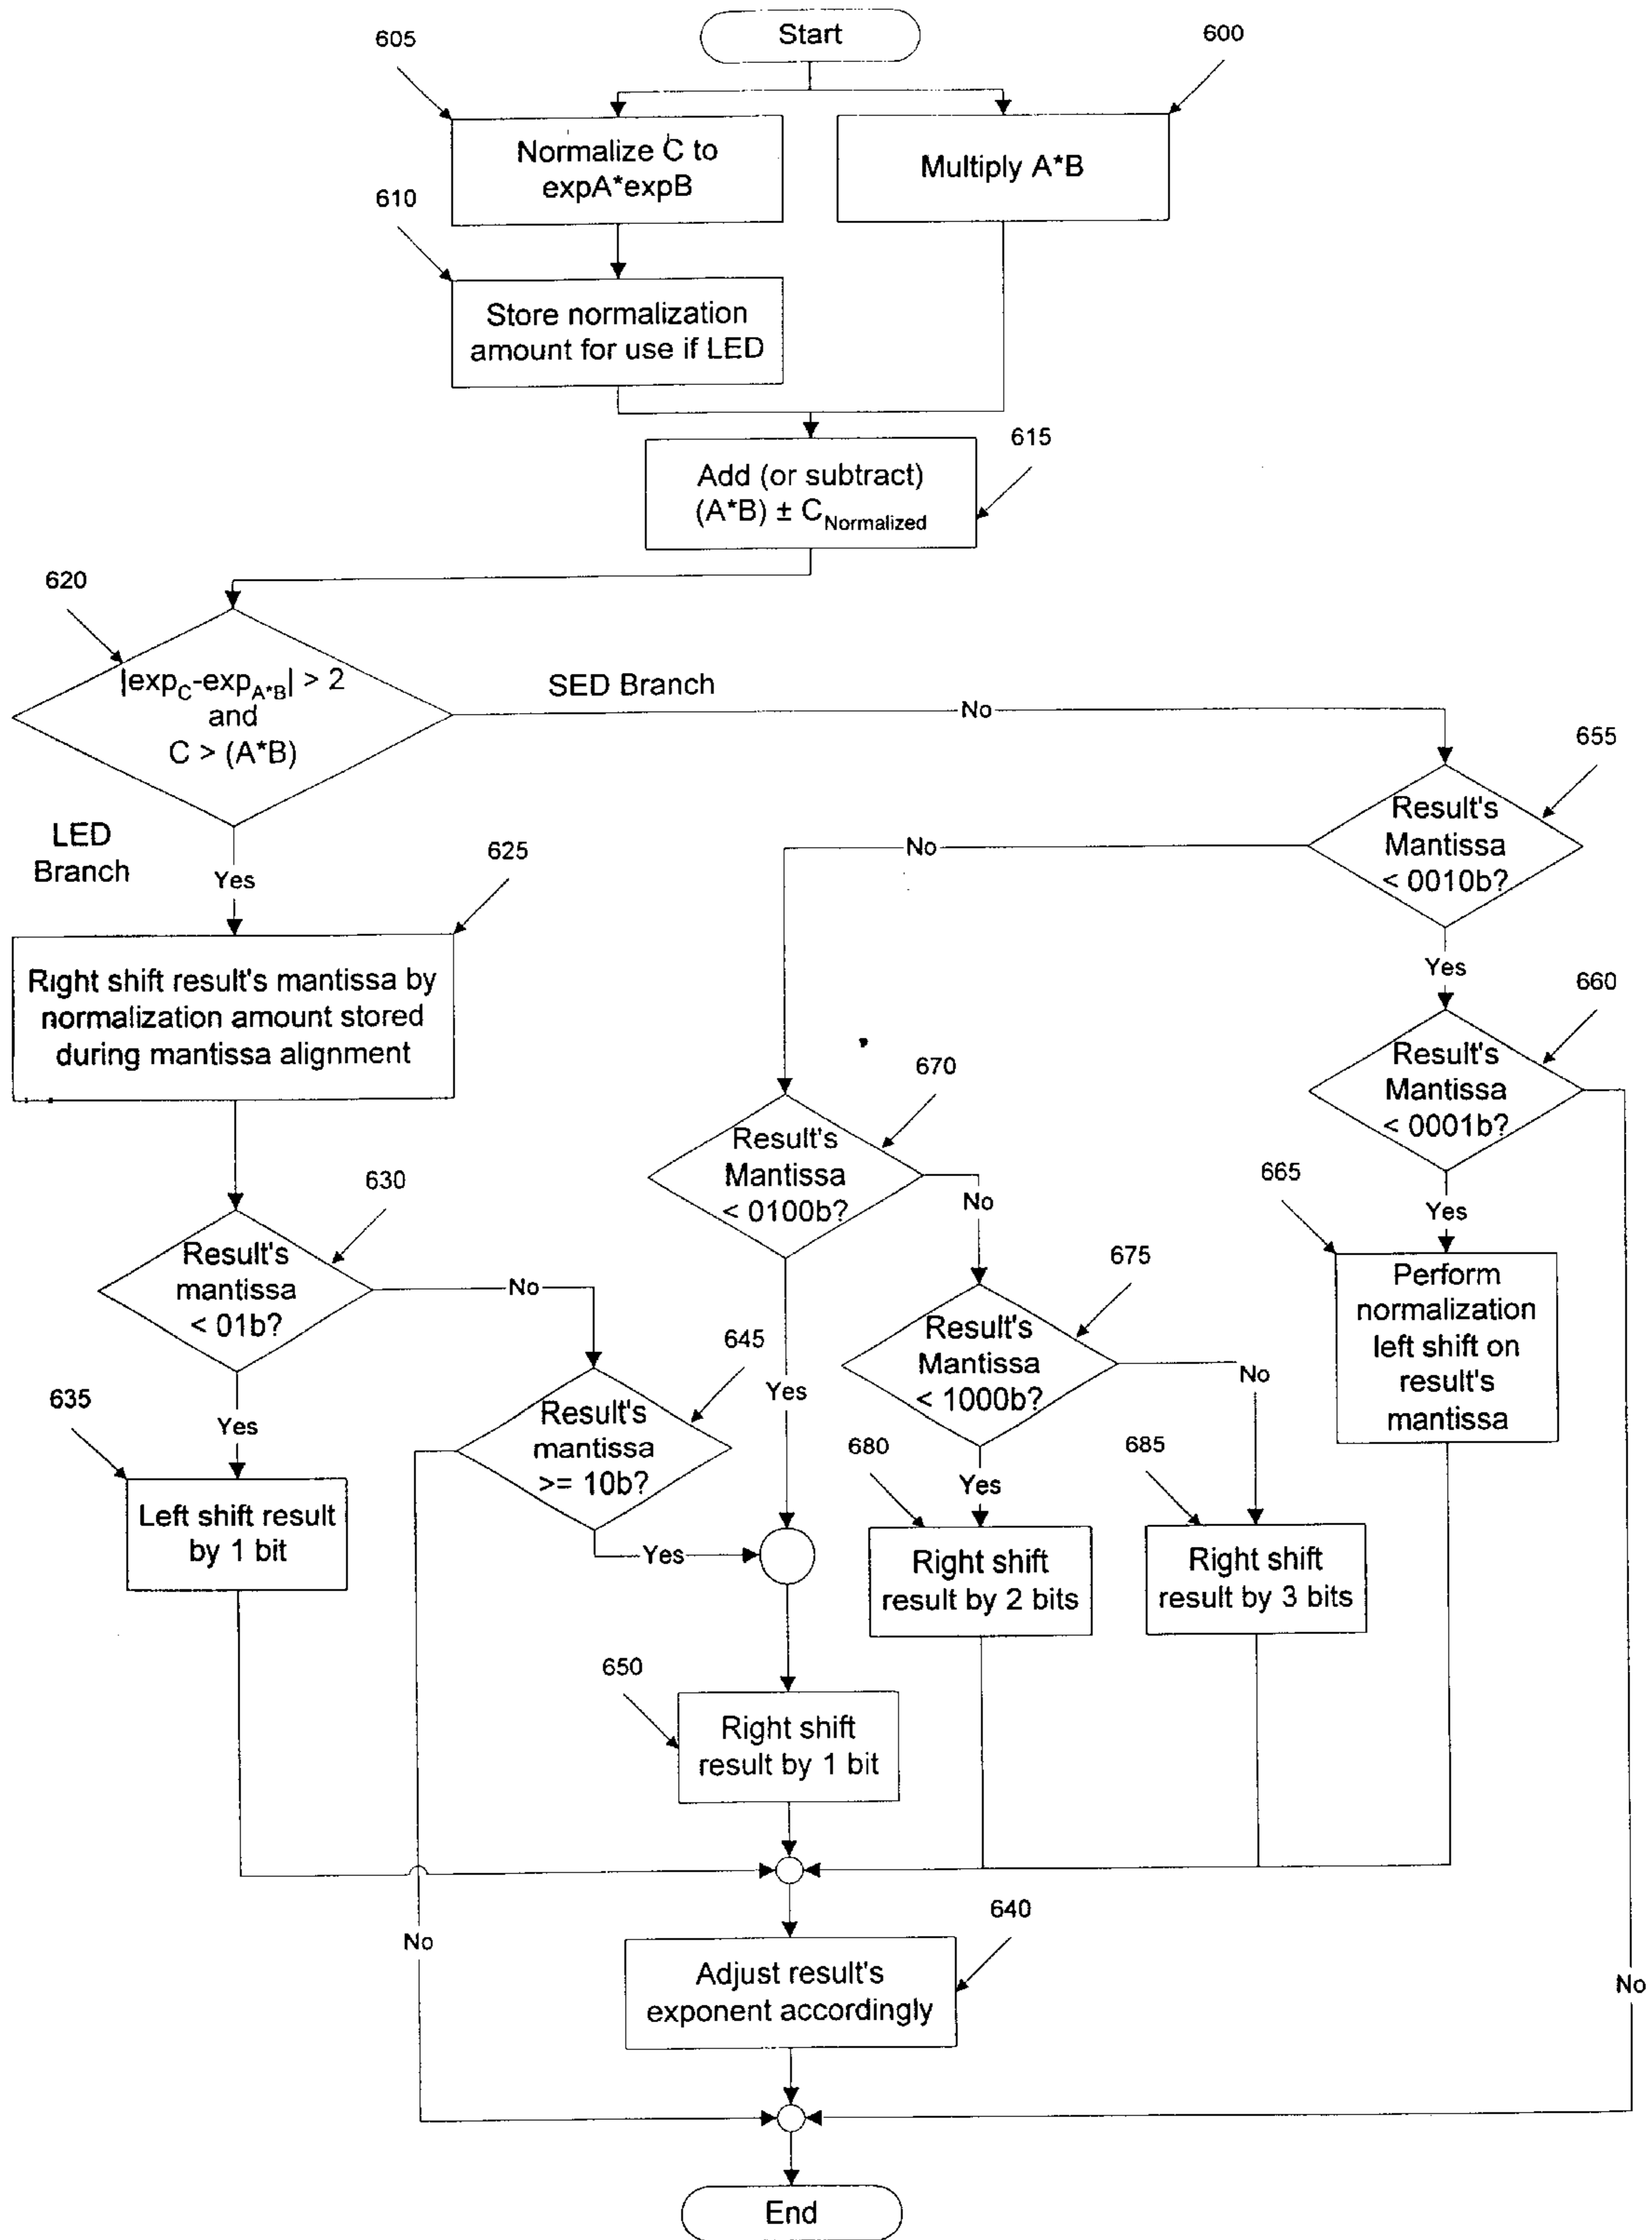 Start
605
600
Normalize C to
expA*expB
Multiply A*B
610
Store normalization
amount for use if LED
615
Add (or subtract)
(A*B) ± CNormalized
620
|expC-expA*B| > 2
and
C > (A*B)
SED Branch
No
655
Result's
Mantissa
< 0010b?
No
LED
Branch
Yes
625
Right shift result's mantissa by
normalization amount stored
during mantissa alignment
Yes
660
Result's
Mantissa
< 0001b?
670
Result's
Mantissa
< 0100b?
No
665
Yes
630
Result's
mantissa
< 01b?
No
675
Result's
Mantissa
< 1000b?
No
Perform
normalization
left shift on
result's
mantissa
645
Yes
Result's
mantissa
>= 10b?
635
Yes
Left shift result
by 1 bit
680
Yes
685
Yes
Right shift
result by 2 bits
Right shift
result by 3 bits
650
Right shift
result by 1 bit
No
640
Adjust result's
exponent accordingly
No
End